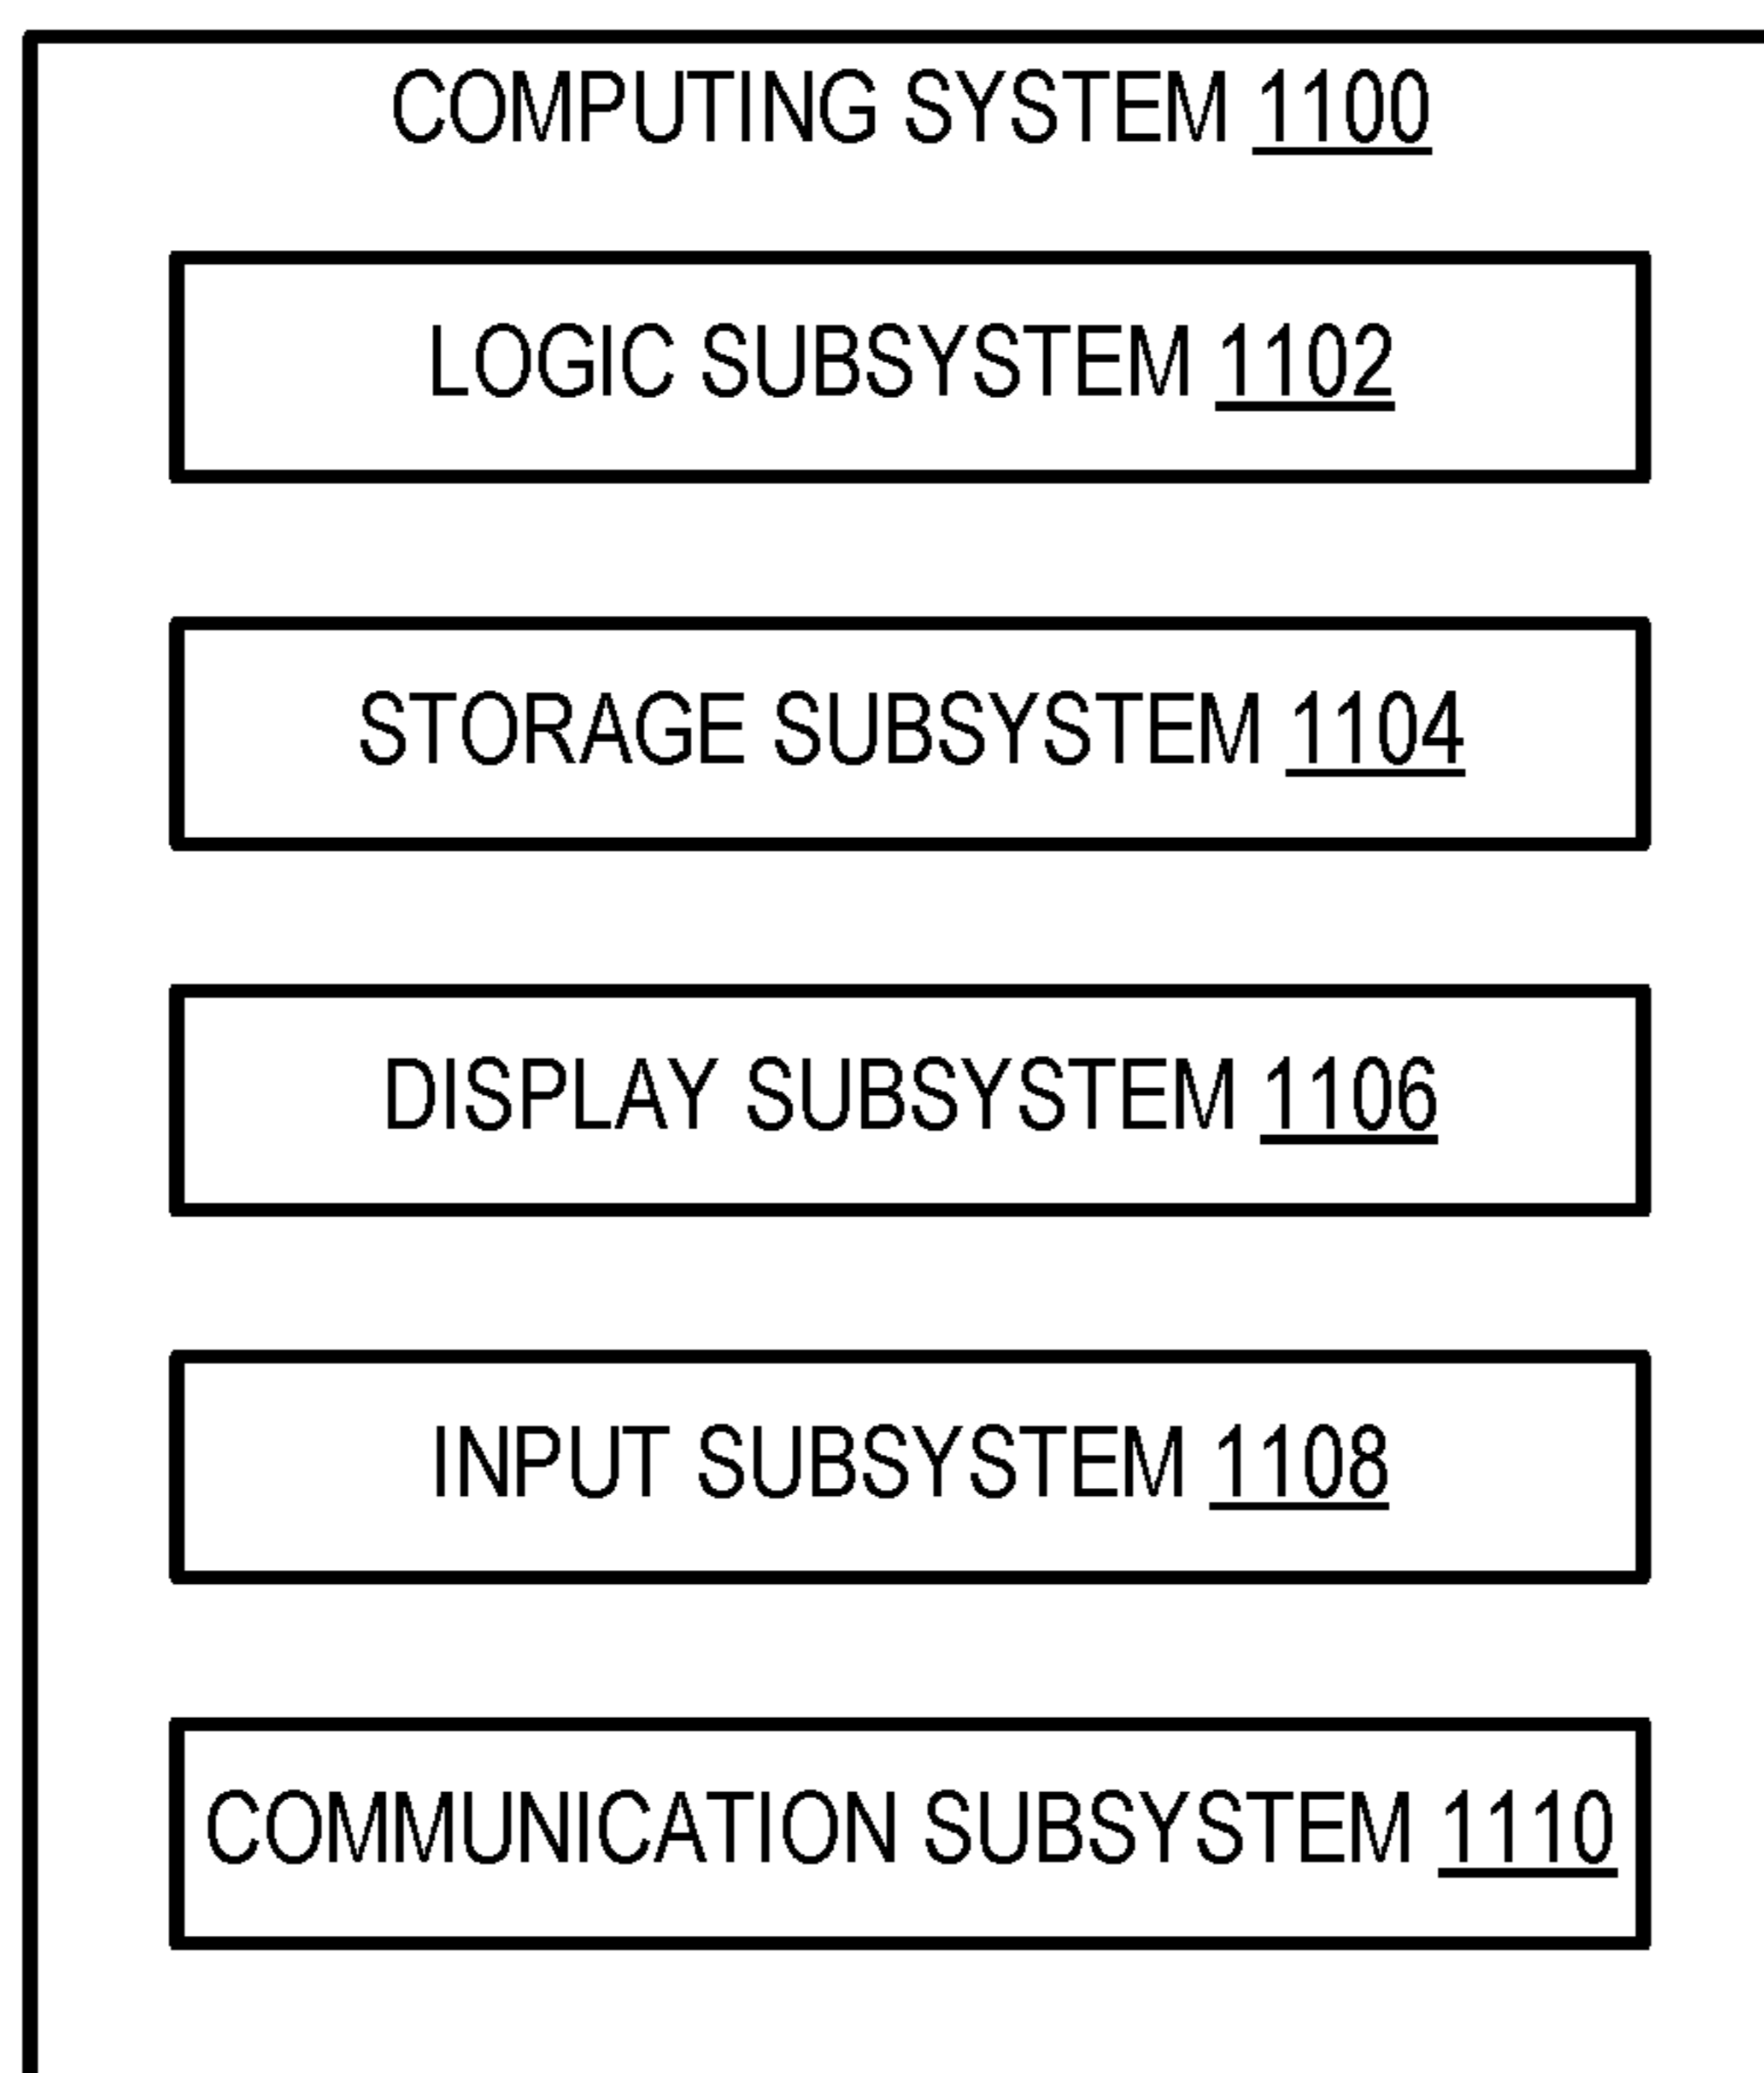 COMPUTING SYSTEM 1100
LOGIC SUBSYSTEM 1102
STORAGE SUBSYSTEM 1104
DISPLAY SUBSYSTEM 1106
INPUT SUBSYSTEM 1108
COMMUNICATION SUBSYSTEM 1110